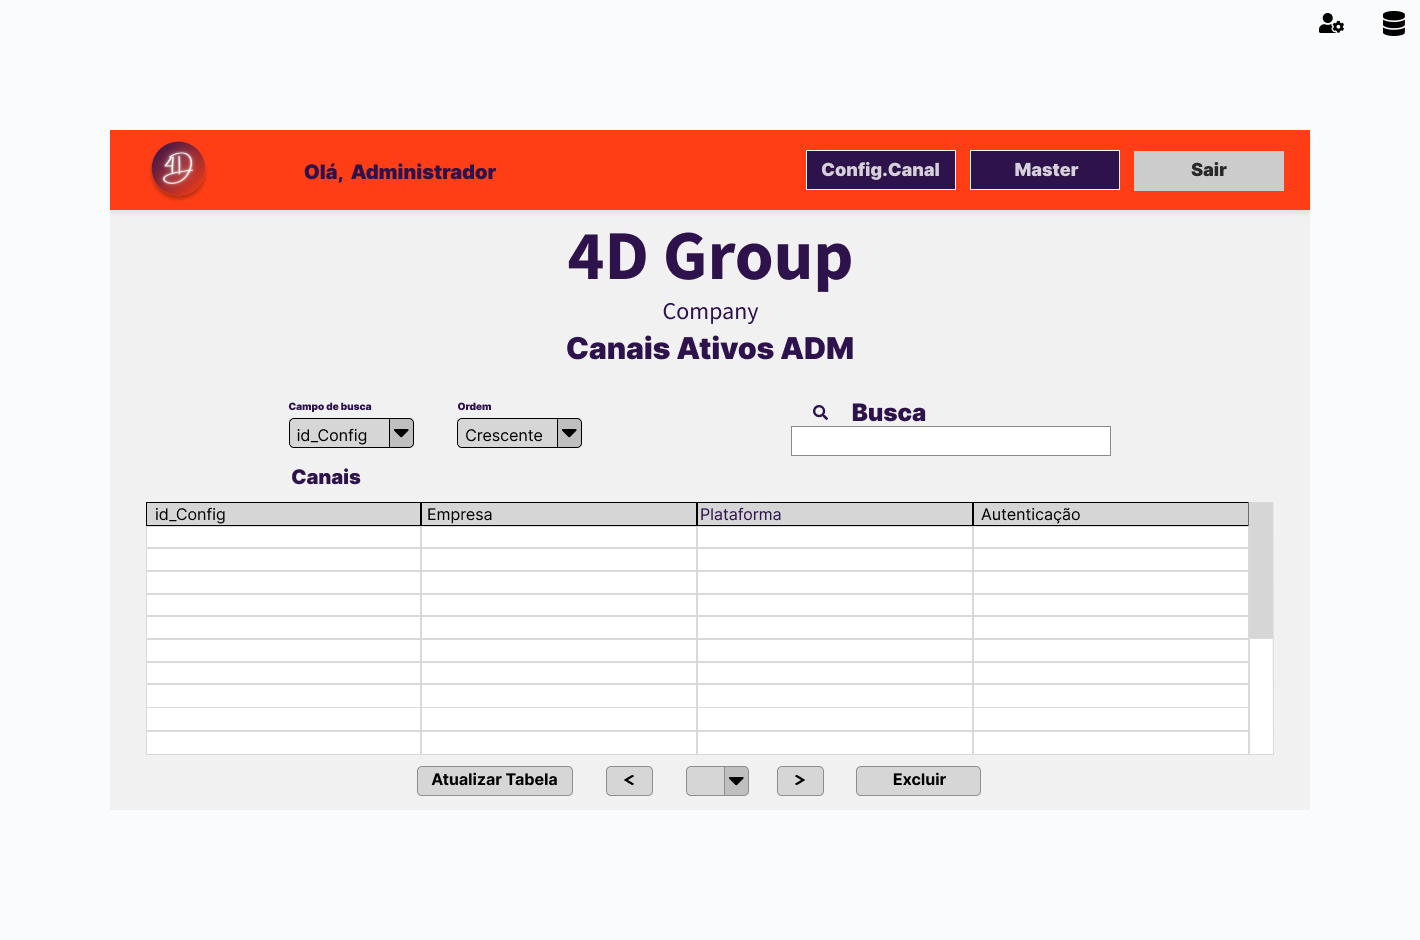 4D
Olá, Administrador
Config.Canal
Master
Sair
4D Group
Company
Canais Ativos ADM
Campo de busca
Ordem
Busca
id_Config
Crescente
Canais
id_Config
Empresa
Plataforma
Autenticação
Atualizar Tabela
<
>
Excluir